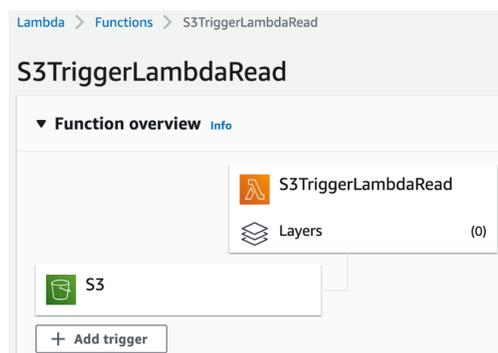 Lambda > Functions > S3TriggerLambdaRead
S3TriggerLambdaRead
▼ Function overview Info
S3TriggerLambdaRead
Layers (0)
S3
+ Add trigger